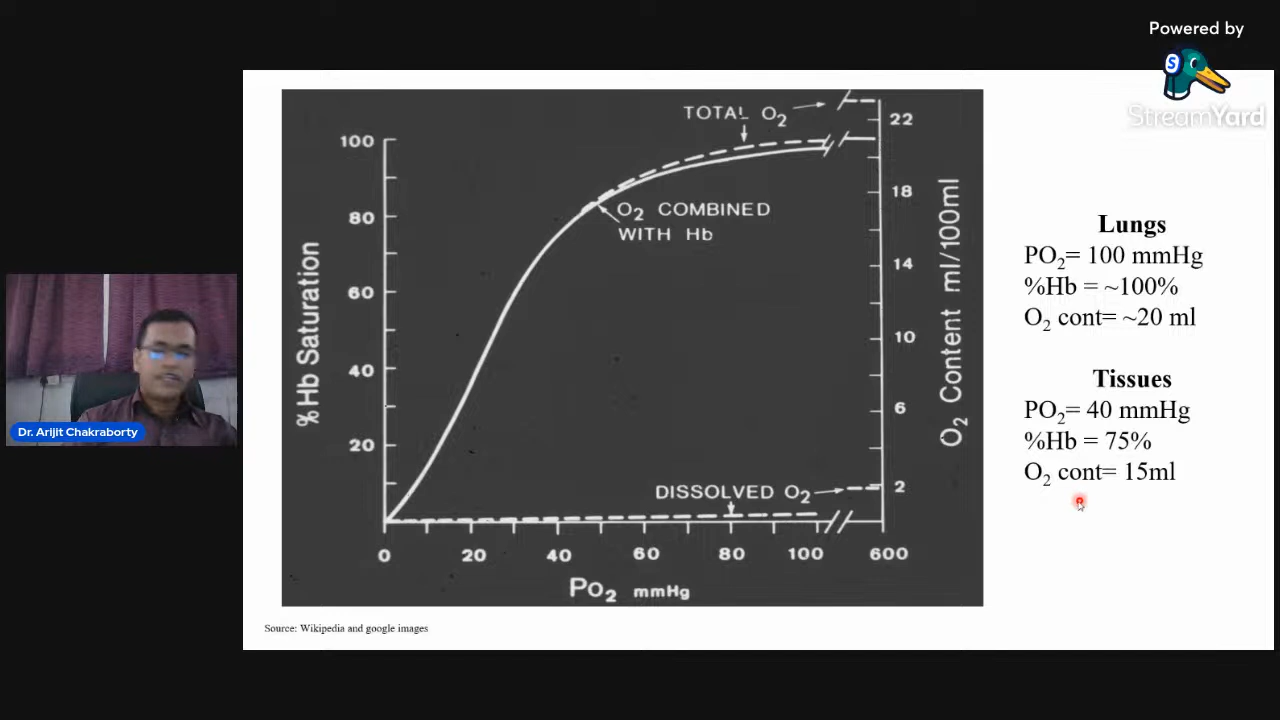 Powered by
S
StreamYard
TOTAL O₂
100
80
60
40
20
%Hb Saturation
O₂ COMBINED
WITH Hb
DISSOLVED O₂
22
18
14
10
6
2
O₂ Content ml/100ml
0 20 40 60 80 100 600
Po₂ mmHg
Lungs
PO₂= 100 mmHg
%Hb = ~100%
O₂ cont= ~20 ml
Tissues
PO₂= 40 mmHg
%Hb = 75%
O₂ cont= 15ml
Dr. Arijit Chakraborty
Source: Wikipedia and google images